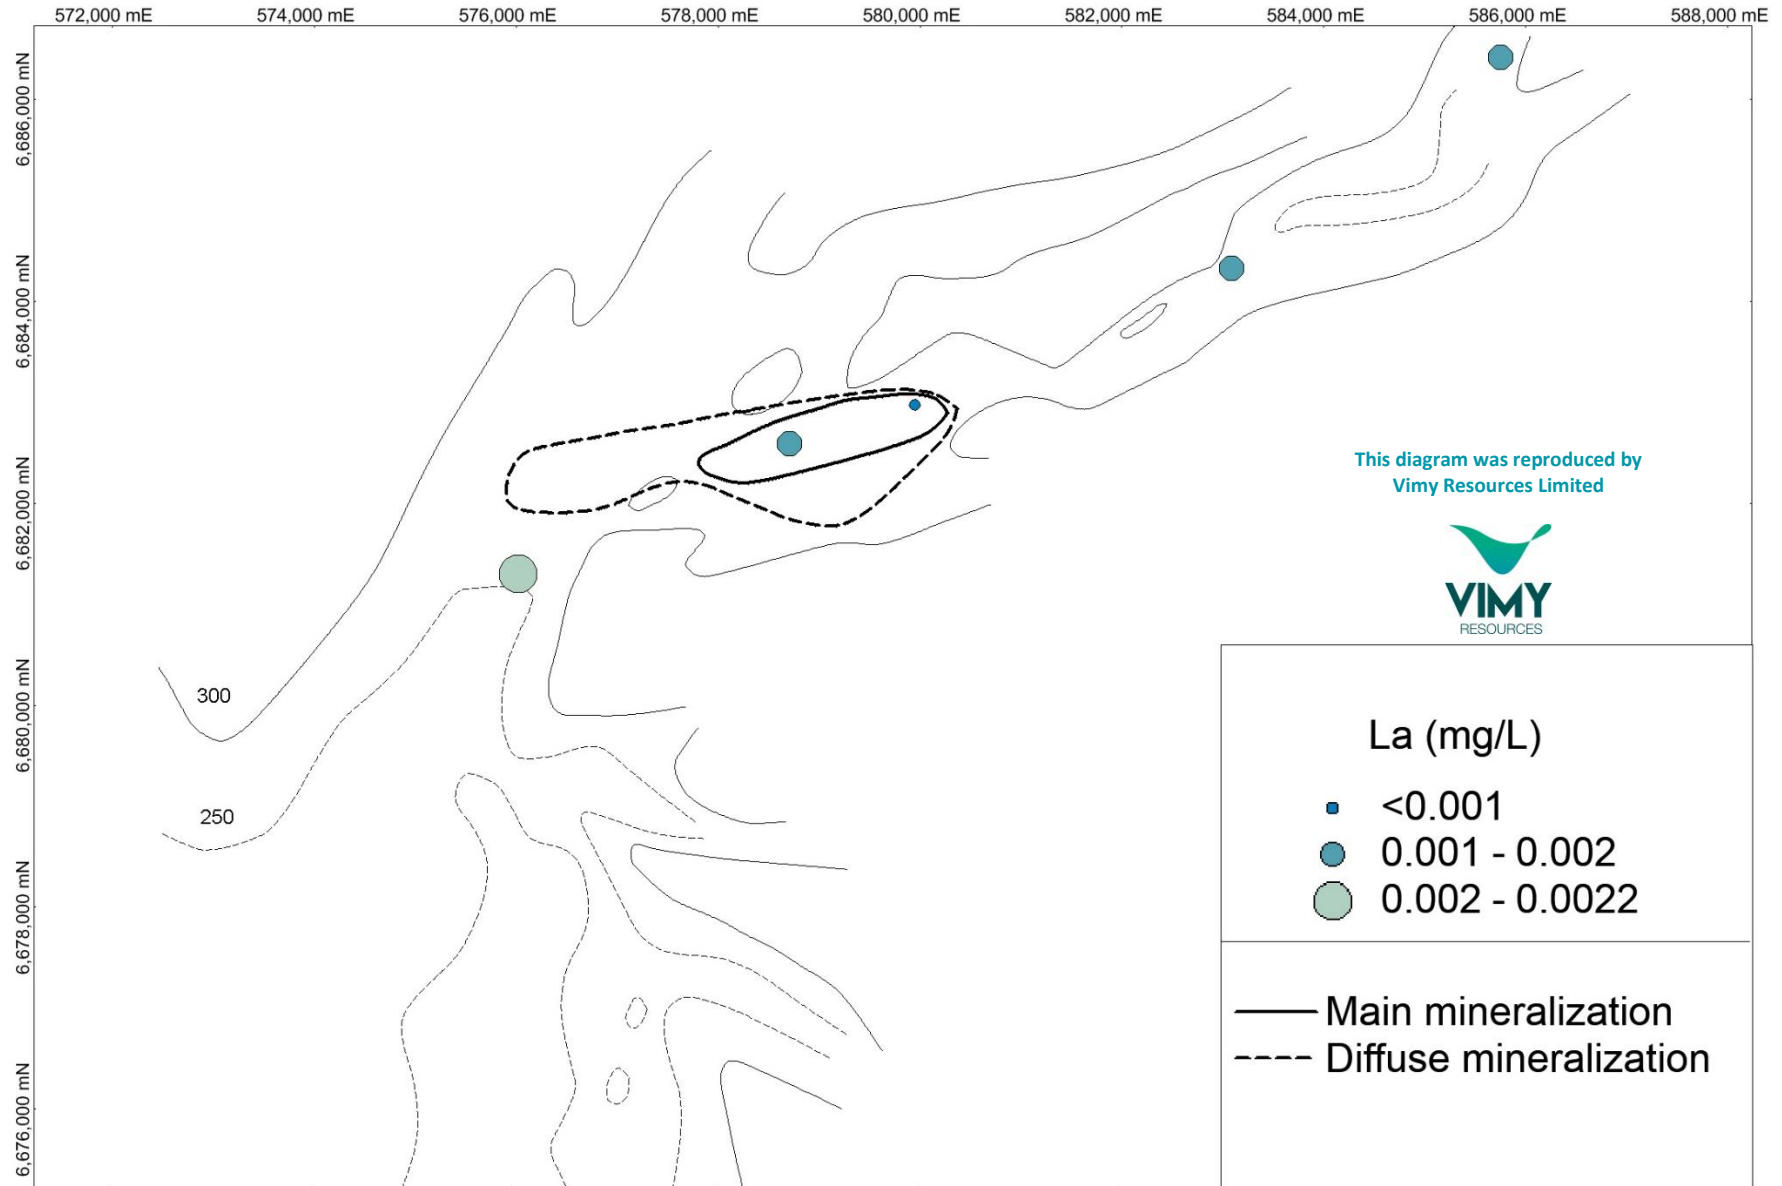 572,000 mE
574,000 mE
576,000 mE
578,000 mE
580,000 mE
582,000 mE
584,000 mE
586,000 mE
588,000 mE
6,686,000 mN
6,684,000 mN
6,682,000 mN
6,680,000 mN
6,678,000 mN
6,676,000 mN
300
250
This diagram was reproduced by
Vimy Resources Limited
VIMY
RESOURCES
La (mg/L)
<0.001
0.001 - 0.002
0.002 - 0.0022
Main mineralization
Diffuse mineralization